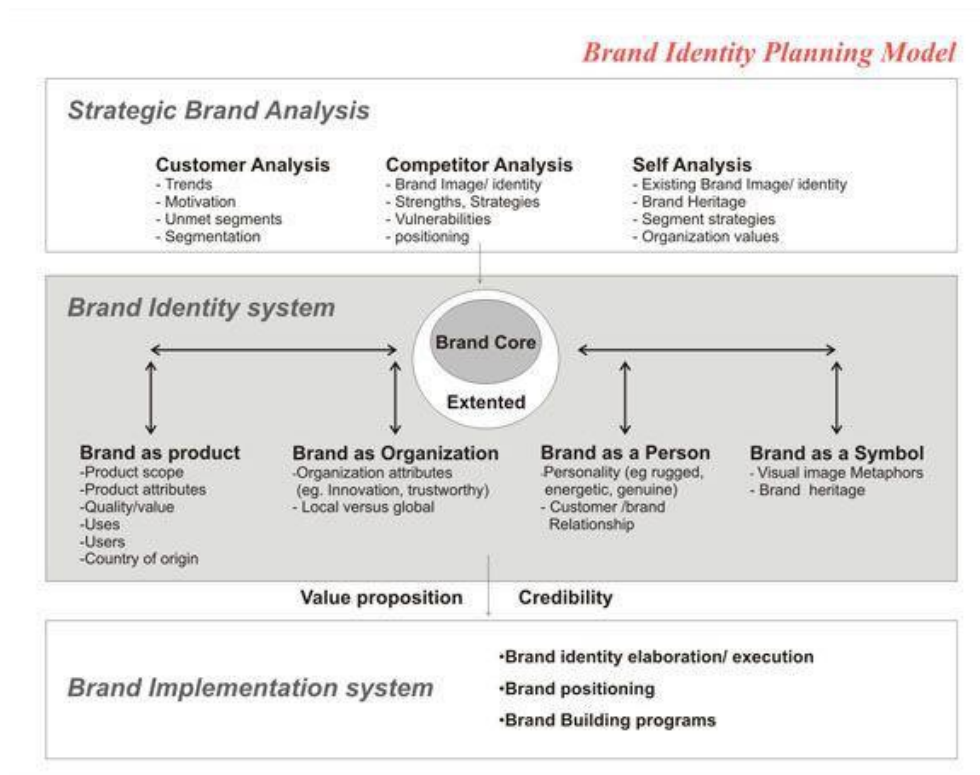 Brand Identity Planning Model
Strategic Brand Analysis
Customer Analysis
- Trends
- Motivation
- Unmet segments
- Segmentation
Competitor Analysis
- Brand Image/ identity
- Strengths, Strategies
- Vulnerabilities
- positioning
Self Analysis
- Existing Brand Image/ identity
- Brand Heritage
- Segment strategies
- Organization values
Brand Identity system
Brand Core
Extented
Brand as product
-Product scope
-Product attributes
-Quality/value
-Uses
-Users
-Country of origin
Brand as Organization
-Organization attributes
(eg. Innovation, trustworthy)
- Local versus global
Brand as a Person
-Personality (eg rugged,
energetic, genuine)
- Customer /brand
Relationship
Brand as a Symbol
- Visual image Metaphors
- Brand heritage
Value proposition
Credibility
Brand Implementation system
•Brand identity elaboration/ execution
•Brand positioning
•Brand Building programs